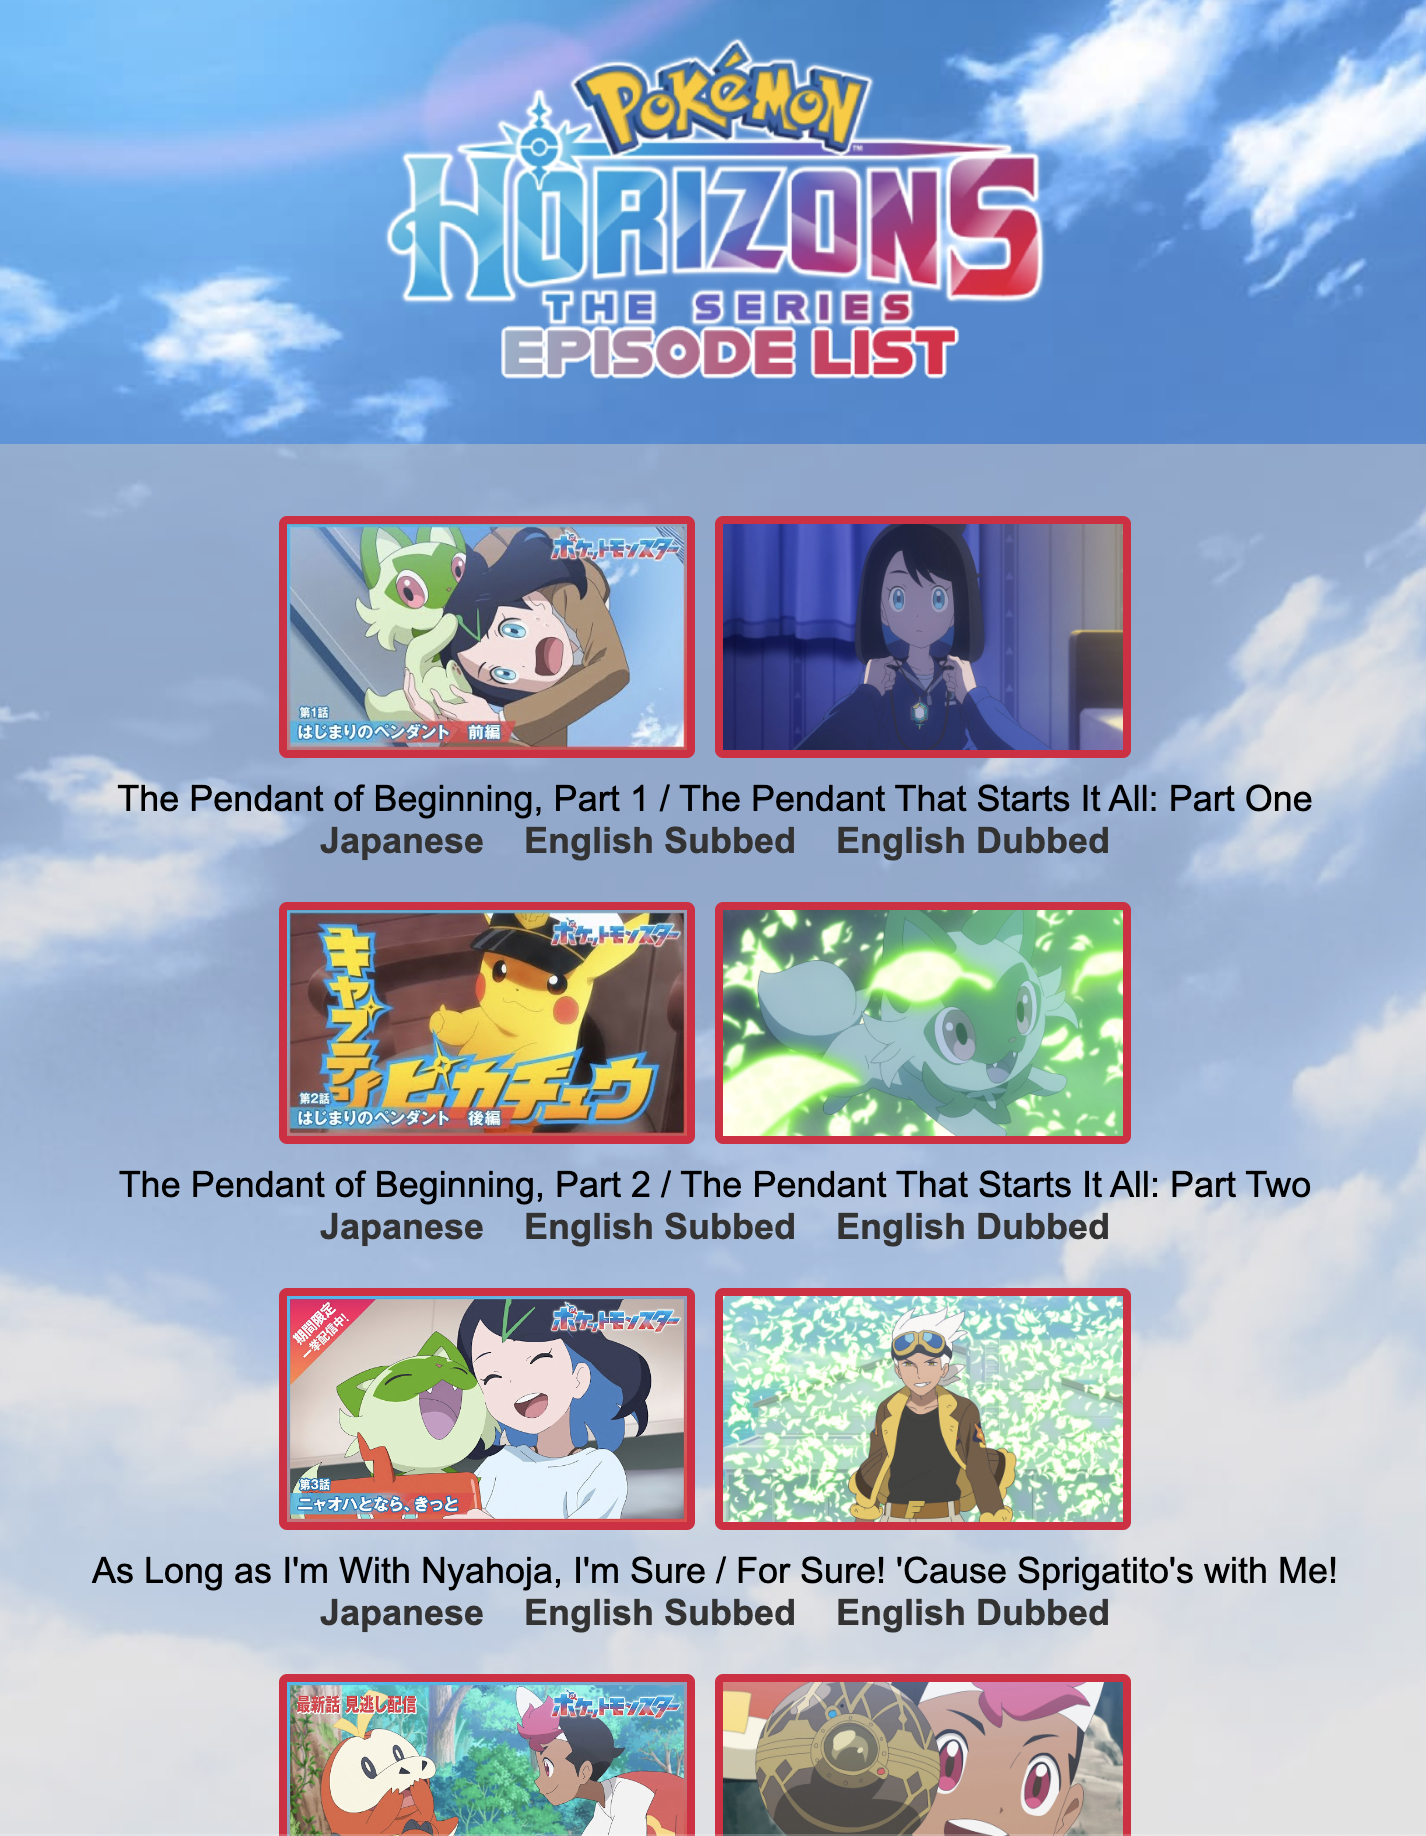 POKéMON
HORIZONS
THE SERIES
EPISODE LIST
ポケットモンスター
第1話
はじまりのペンダント 前編
The Pendant of Beginning, Part 1 / The Pendant That Starts It All: Part One
Japanese English Subbed English Dubbed
ポケットモンスター
キャプテン
ピカチュウ
第2話
はじまりのペンダント 後編
The Pendant of Beginning, Part 2 / The Pendant That Starts It All: Part Two
Japanese English Subbed English Dubbed
期間限定
一挙配信中!
ポケットモンスター
第3話
ニャオハとなら、きっと
As Long as I'm With Nyahoja, I'm Sure / For Sure! 'Cause Sprigatito's with Me!
Japanese English Subbed English Dubbed
最新話 見逃し配信
ポケットモンスター